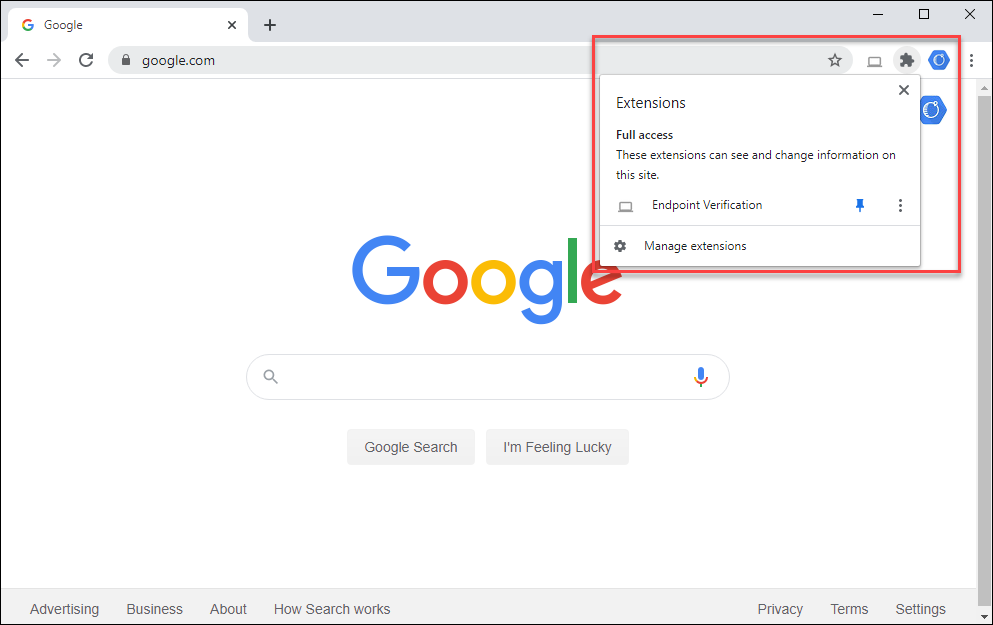 Google
google.com
Extensions
Full access
These extensions can see and change information on
this site.
Endpoint Verification
Manage extensions
Google
Google Search
I'm Feeling Lucky
Advertising
Business
About
How Search works
Privacy
Terms
Settings